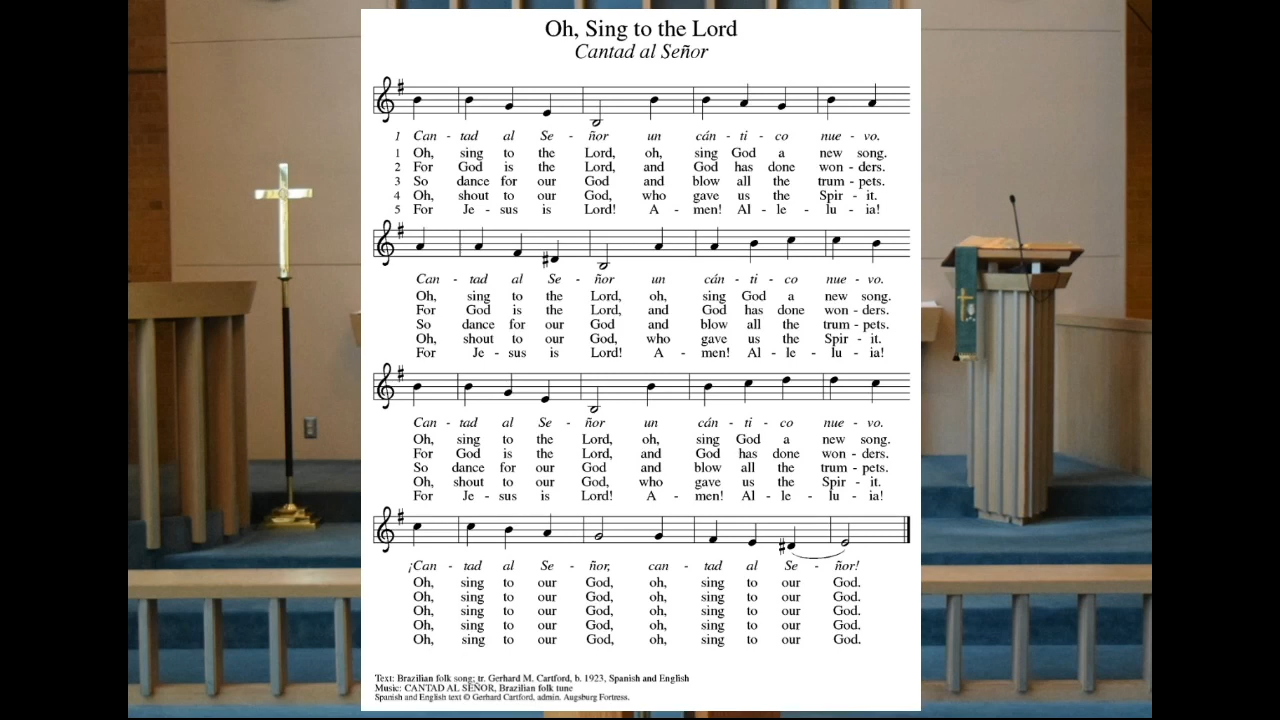 Oh, Sing to the Lord
Cantad al Señor
1 Can - tad al Se - ñor un cán - ti - co nue - vo.
1 Oh, sing to the Lord, oh, sing God a new song.
2 For God is the Lord, and God has done won - ders.
3 So dance for our God and blow all the trum - pets.
4 Oh, shout to our God, who gave us the Spir - it.
5 For Je - sus is Lord! A - men! Al - le - lu - ia!
Can - tad al Se - ñor un cán - ti - co nue - vo.
Oh, sing to the Lord, oh, sing God a new song.
For God is the Lord, and God has done won - ders.
So dance for our God and blow all the trum - pets.
Oh, shout to our God, who gave us the Spir - it.
For Je - sus is Lord! A - men! Al - le - lu - ia!
Can - tad al Se - ñor un cán - ti - co nue - vo.
Oh, sing to the Lord, oh, sing God a new song.
For God is the Lord, and God has done won - ders.
So dance for our God and blow all the trum - pets.
Oh, shout to our God, who gave us the Spir - it.
For Je - sus is Lord! A - men! Al - le - lu - ia!
¡Can - tad al Se - ñor, can - tad al Se - ñor!
Oh, sing to our God, oh, sing to our God.
Oh, sing to our God, oh, sing to our God.
Oh, sing to our God, oh, sing to our God.
Oh, sing to our God, oh, sing to our God.
Oh, sing to our God, oh, sing to our God.
Text: Brazilian folk song; tr. Gerhard M. Cartford, b. 1923, Spanish and English
Music: CANTAD AL SEÑOR, Brazilian folk tune
Spanish and English text © Gerhard Cartford, admin. Augsburg Fortress.